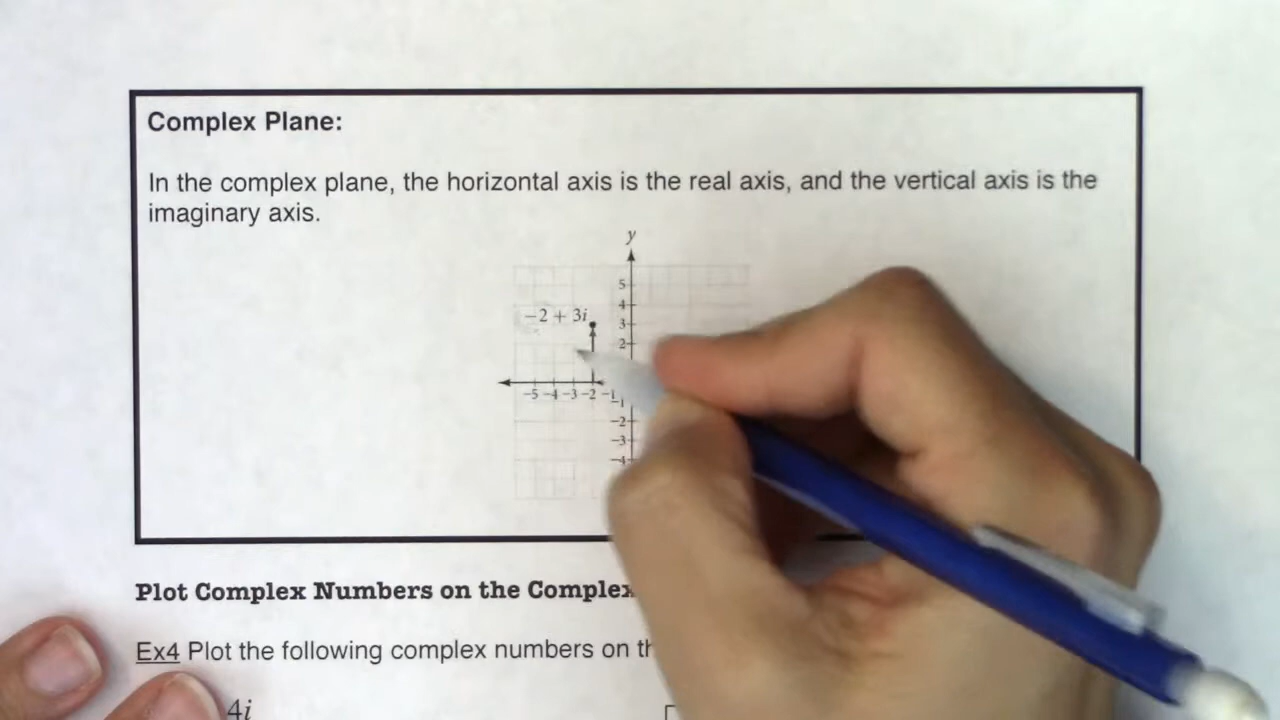 Complex Plane:
In the complex plane, the horizontal axis is the real axis, and the vertical axis is the
imaginary axis.
y
5
4
−2 + 3i
3
2
−5 −4 −3 −2 −1
−1
−2
−3
−4
Plot Complex Numbers on the Complex
Ex4 Plot the following complex numbers on
4i